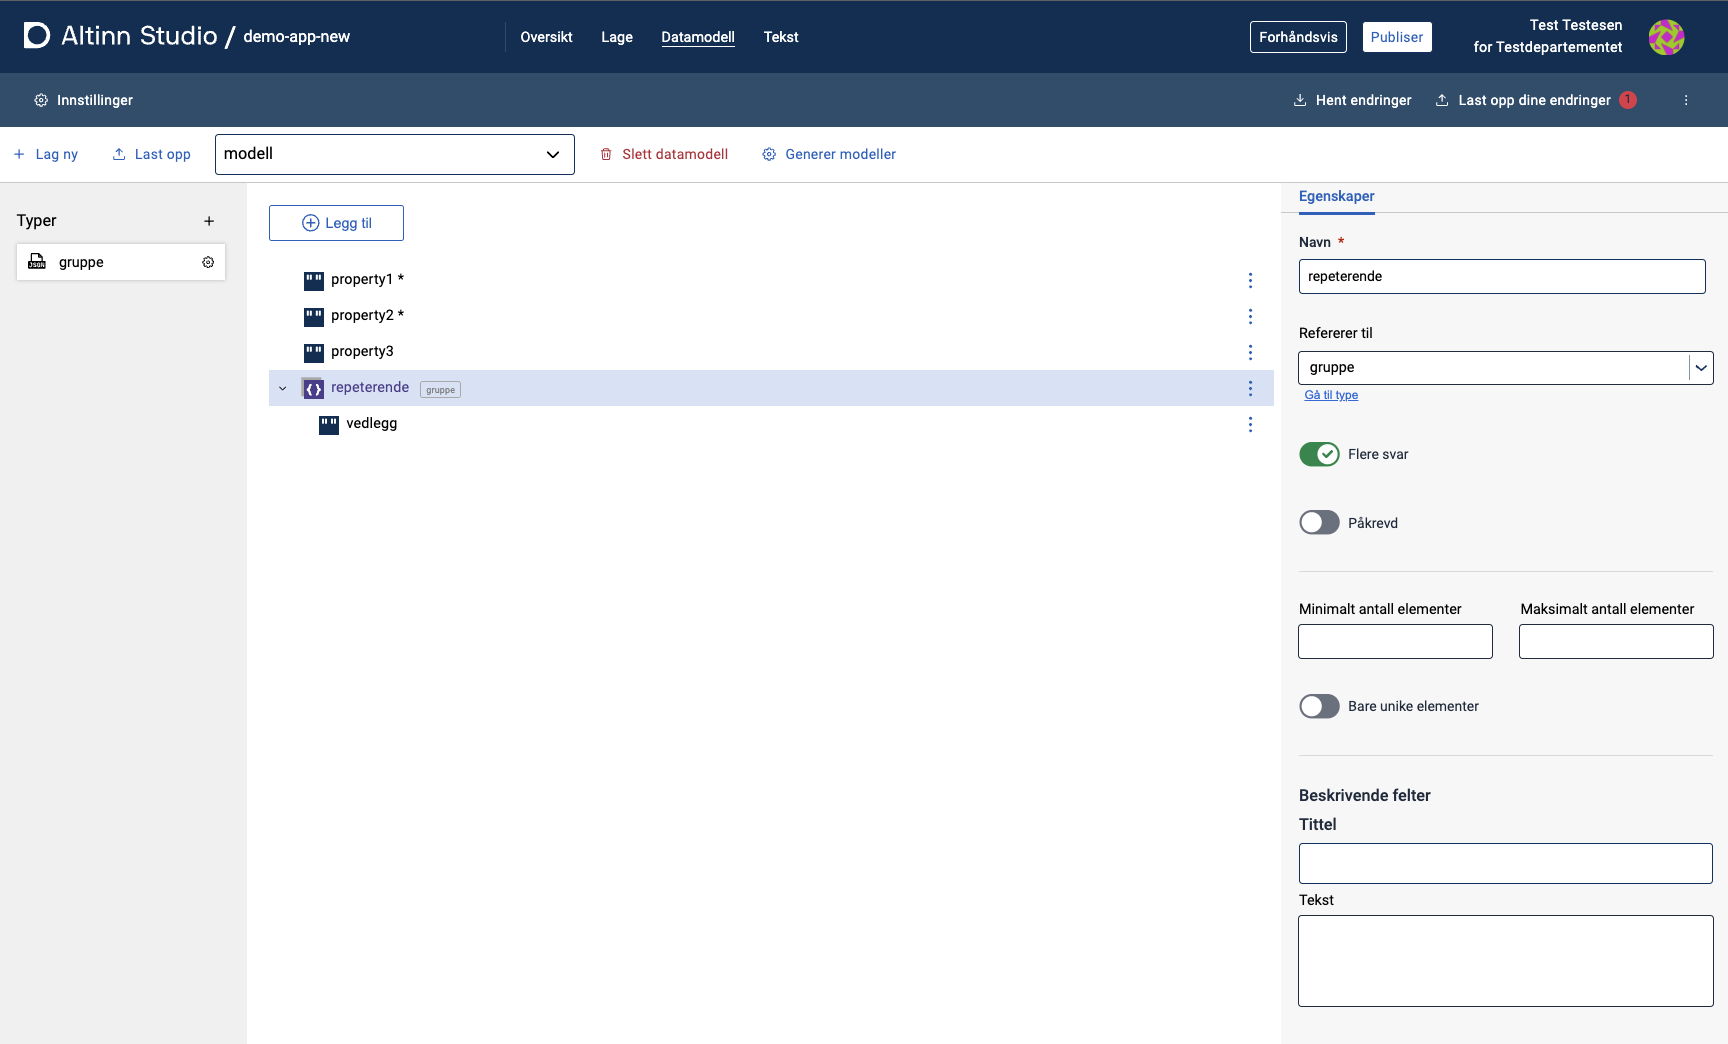 Altinn Studio / demo-app-new
Oversikt
Lage
Datamodell
Tekst
Forhåndsvis
Publiser
Test Testesen
for Testdepartementet
Innstillinger
Hent endringer
Last opp dine endringer
1
Lag ny
Last opp
modell
Slett datamodell
Generer modeller
Typer
JSON
gruppe
Legg til
property1 *
property2 *
property3
repeterende
gruppe
vedlegg
Egenskaper
Navn *
repeterende
Refererer til
gruppe
Gå til type
Flere svar
Påkrevd
Minimalt antall elementer
Maksimalt antall elementer
Bare unike elementer
Beskrivende felter
Tittel
Tekst